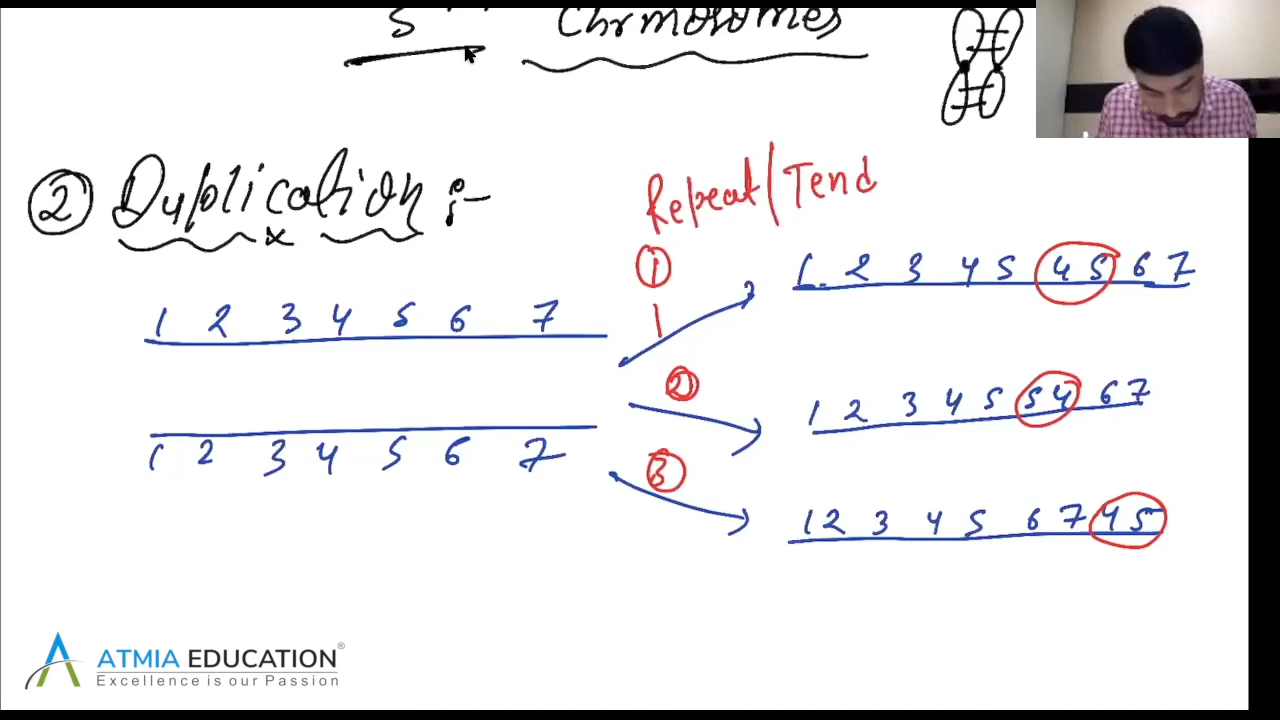 Chrmosomes
② Duplication :-
Repeat/Tend
①
1 2 3 4 5 4 5 6 7
1 2 3 4 5 6 7
②
1 2 3 4 5 5 4 6 7
1 2 3 4 5 6 7
③
1 2 3 4 5 6 7 4 5
ATMIA EDUCATION®
Excellence is our Passion